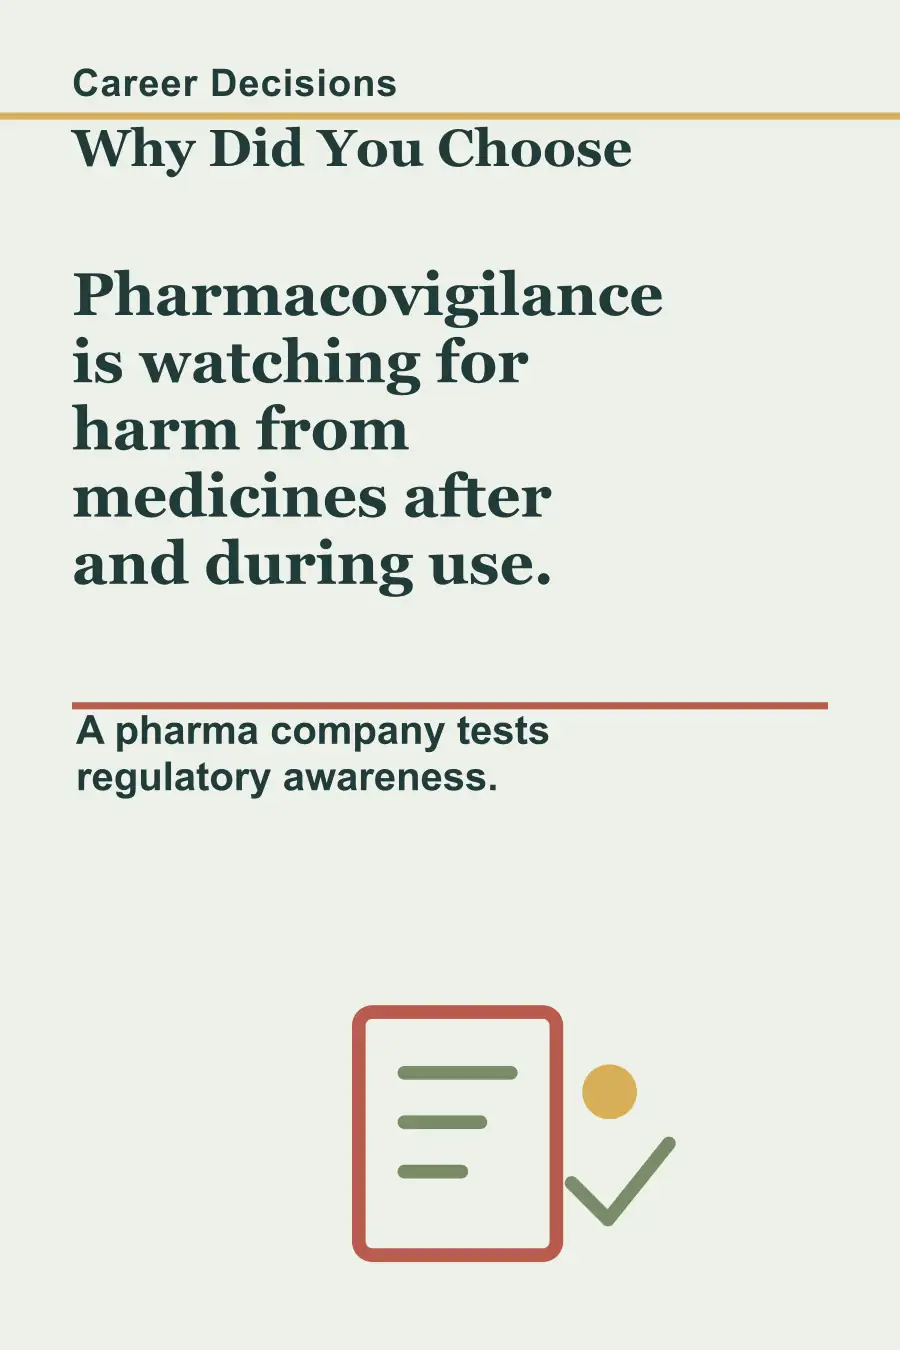 Career Decisions
Why Did You Choose
Pharmacovigilance
is watching for
harm from
medicines after
and during use.
A pharma company tests
regulatory awareness.